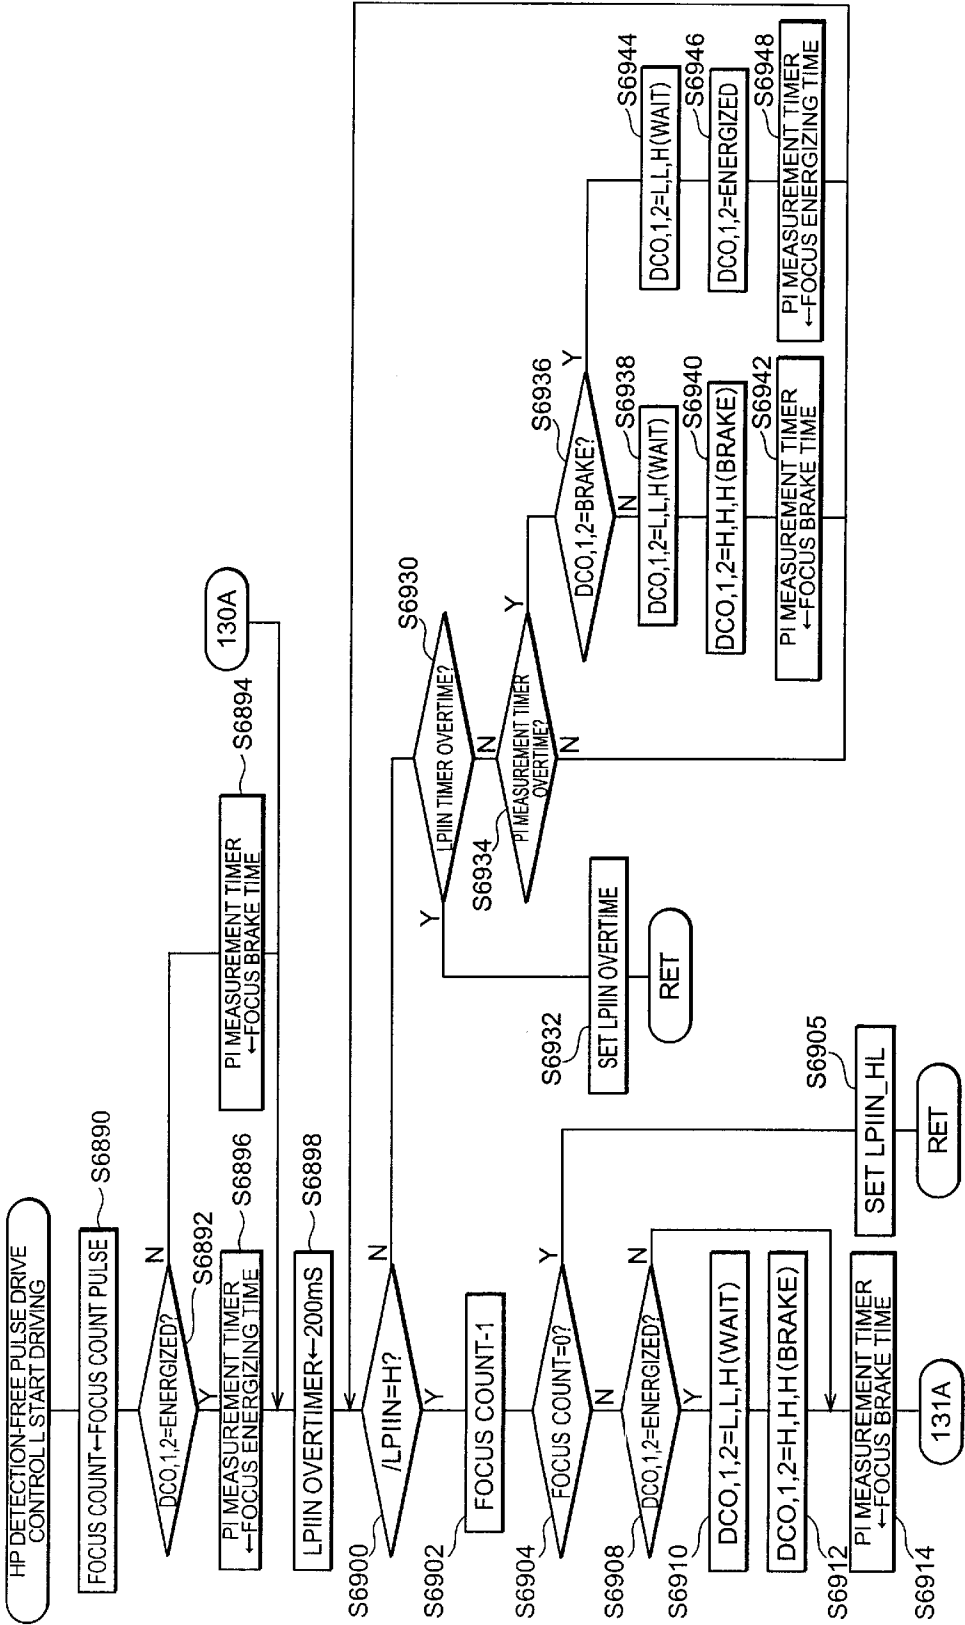 HP DETECTION-FREE PULSE DRIVE
CONTROLL START DRIVING
S6890
FOCUS COUNT←FOCUS COUNT PULSE
S6892
DCO,1,2=ENERGIZED?
N
Y
S6894
PI MEASUREMENT TIMER
←FOCUS BRAKE TIME
130A
S6896
PI MEASUREMENT TIMER
←FOCUS ENERGIZING TIME
S6898
LPIIN OVERTIMER←200mS
S6900
/LPIIN=H?
N
Y
S6902
FOCUS COUNT-1
S6904
FOCUS COUNT=0?
Y
N
S6905
SET LPIIN_HL
RET
S6908
DCO,1,2=ENERGIZED?
N
Y
S6910
DCO,1,2=L,L,H(WAIT)
S6912
DCO,1,2=H,H,H(BRAKE)
S6914
PI MEASUREMENT TIMER
←FOCUS BRAKE TIME
131A
S6930
LPIIN TIMER OVERTIME?
Y
N
S6932
SET LPIIN OVERTIME
RET
S6934
PI MEASUREMENT TIMER
OVERTIME?
Y
N
S6936
DCO,1,2=BRAKE?
Y
N
S6938
DCO,1,2=L,L,H(WAIT)
S6940
DCO,1,2=H,H,H(BRAKE)
S6942
PI MEASUREMENT TIMER
←FOCUS BRAKE TIME
S6944
DCO,1,2=L,L,H(WAIT)
S6946
DCO,1,2=ENERGIZED
S6948
PI MEASUREMENT TIMER
←FOCUS ENERGIZING TIME